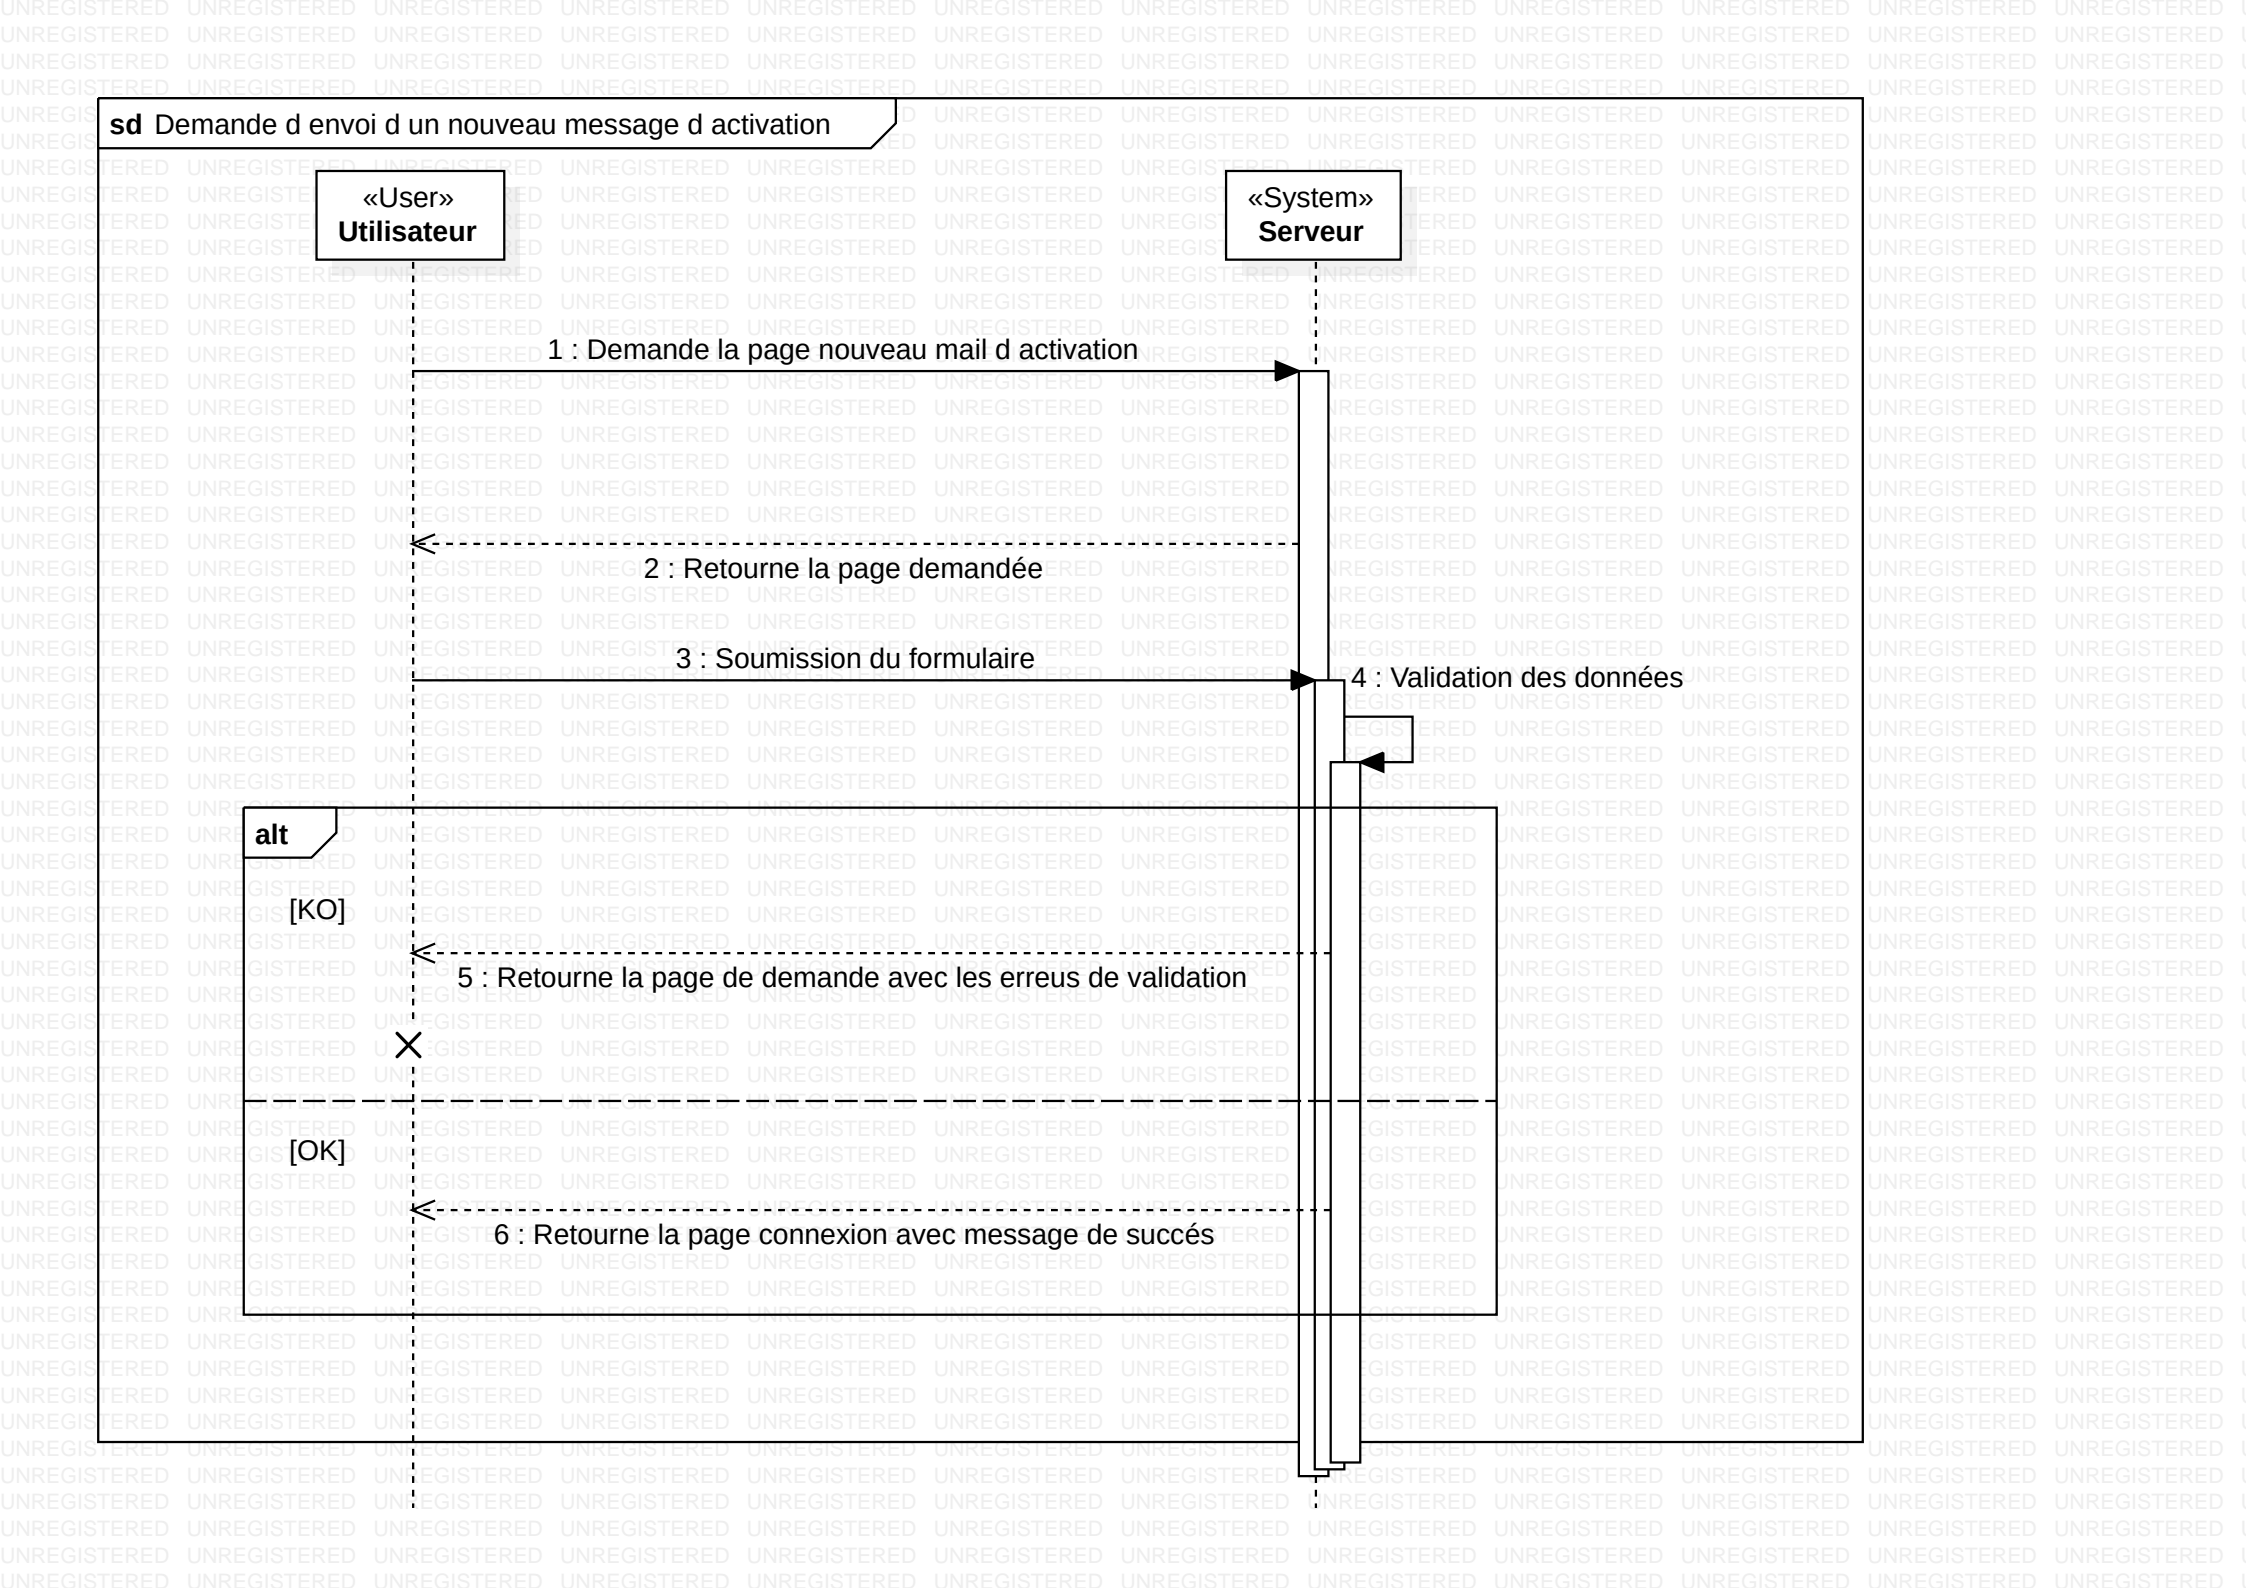 sd Demande d envoi d un nouveau message d activation
«User»
Utilisateur
«System»
Serveur
1 : Demande la page nouveau mail d activation
2 : Retourne la page demandée
3 : Soumission du formulaire
4 : Validation des données
alt
[KO]
5 : Retourne la page de demande avec les erreus de validation
[OK]
6 : Retourne la page connexion avec message de succés
UNREGISTERED